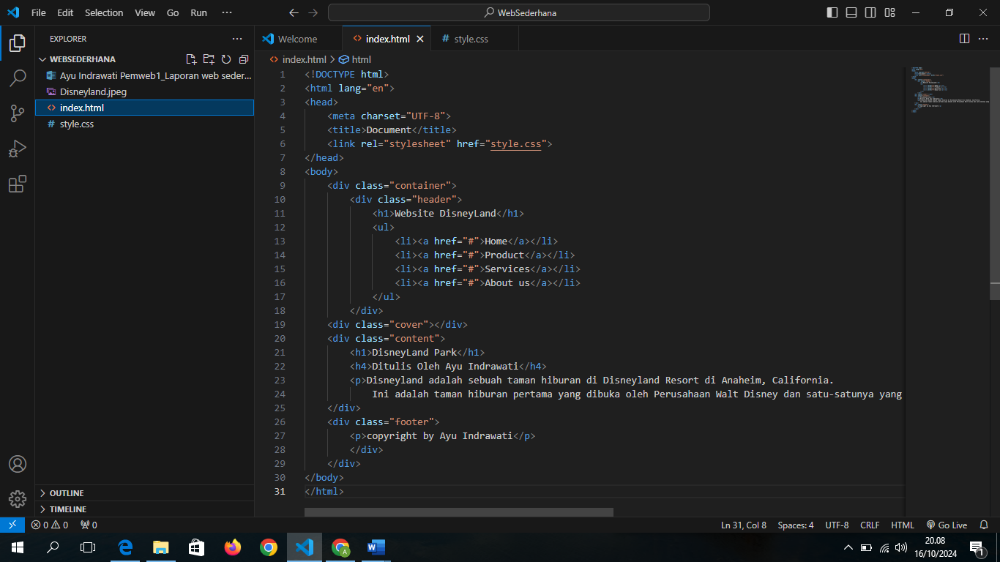 File Edit Selection View Go Run ···
WebSederhana
EXPLORER
WEBSEDERHANA
Ayu Indrawati Pemweb1_Laporan web seder...
Disneyland.jpeg
index.html
style.css
OUTLINE
TIMELINE
Welcome
index.html
# style.css
index.html > html
1 <!DOCTYPE html>
2 <html lang="en">
3 <head>
4 <meta charset="UTF-8">
5 <title>Document</title>
6 <link rel="stylesheet" href="style.css">
7 </head>
8 <body>
9 <div class="container">
10 <div class="header">
11 <h1>Website DisneyLand</h1>
12 <ul>
13 <li><a href="#">Home</a></li>
14 <li><a href="#">Product</a></li>
15 <li><a href="#">Services</a></li>
16 <li><a href="#">About us</a></li>
17 </ul>
18 </div>
19 <div class="cover"></div>
20 <div class="content">
21 <h1>DisneyLand Park</h1>
22 <h4>Ditulis Oleh Ayu Indrawati</h4>
23 <p>Disneyland adalah sebuah taman hiburan di Disneyland Resort di Anaheim, California.
24 Ini adalah taman hiburan pertama yang dibuka oleh Perusahaan Walt Disney dan satu-satunya yang
25 </div>
26 <div class="footer">
27 <p>copyright by Ayu Indrawati</p>
28 </div>
29 </div>
30 </body>
31 </html>
0 0 0
Ln 31, Col 8 Spaces: 4 UTF-8 CRLF HTML Go Live
20.08
16/10/2024
1